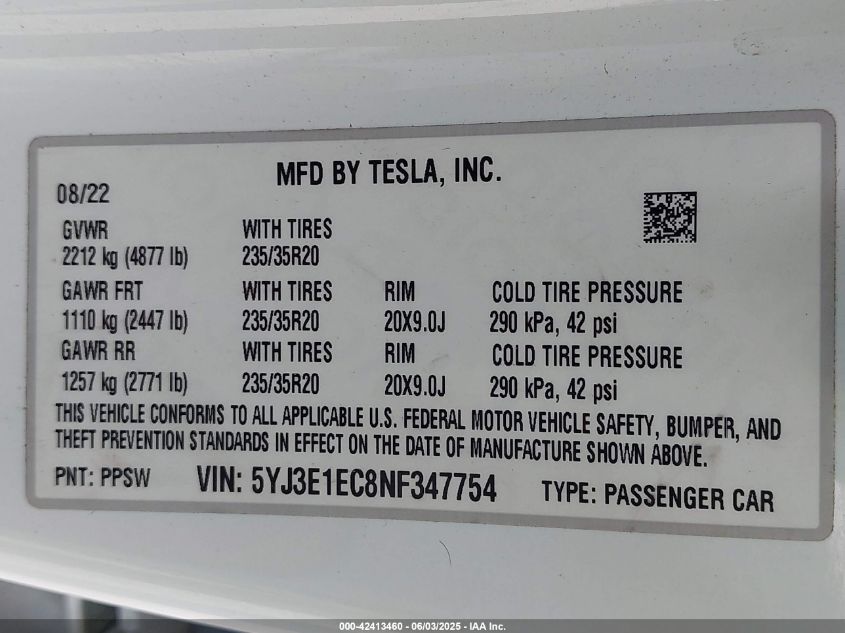 MFD BY TESLA, INC.
08/22
GVWR WITH TIRES
2212 kg (4877 lb) 235/35R20
GAWR FRT WITH TIRES RIM COLD TIRE PRESSURE
1110 kg (2447 lb) 235/35R20 20X9.0J 290 kPa, 42 psi
GAWR RR WITH TIRES RIM COLD TIRE PRESSURE
1257 kg (2771 lb) 235/35R20 20X9.0J 290 kPa, 42 psi
THIS VEHICLE CONFORMS TO ALL APPLICABLE U.S. FEDERAL MOTOR VEHICLE SAFETY, BUMPER, AND
THEFT PREVENTION STANDARDS IN EFFECT ON THE DATE OF MANUFACTURE SHOWN ABOVE.
PNT: PPSW VIN: 5YJ3E1EC8NF347754 TYPE: PASSENGER CAR
000-42413460 - 06/03/2025 - IAA Inc.